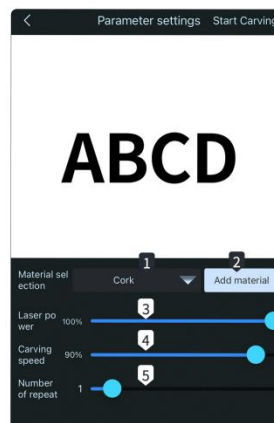 Parameter settings Start Carving
ABCD
1 2
Material sel
ection
Cork
Add material
3
Laser po
wer
100%
4
Carving
speed
90%
5
Number
of repeat
1